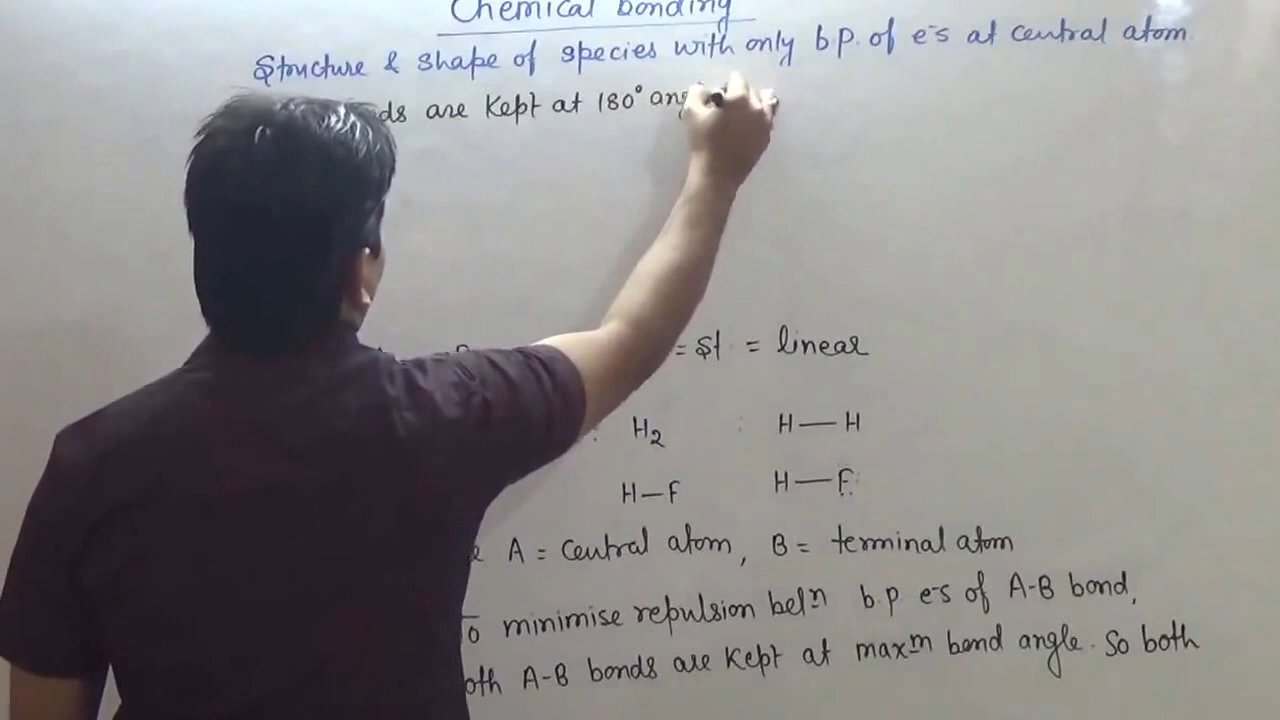 Chemical bonding
Structure & shape of species with only b.p. of e-s at central atom.
ds are kept at 180° ang
= St = linear
H2 : H—H
H—F H—F
A = Central atom, B = terminal atom
To minimise repulsion betn b.p e-s of A-B bond,
oth A-B bonds are kept at maxm bond angle. So both